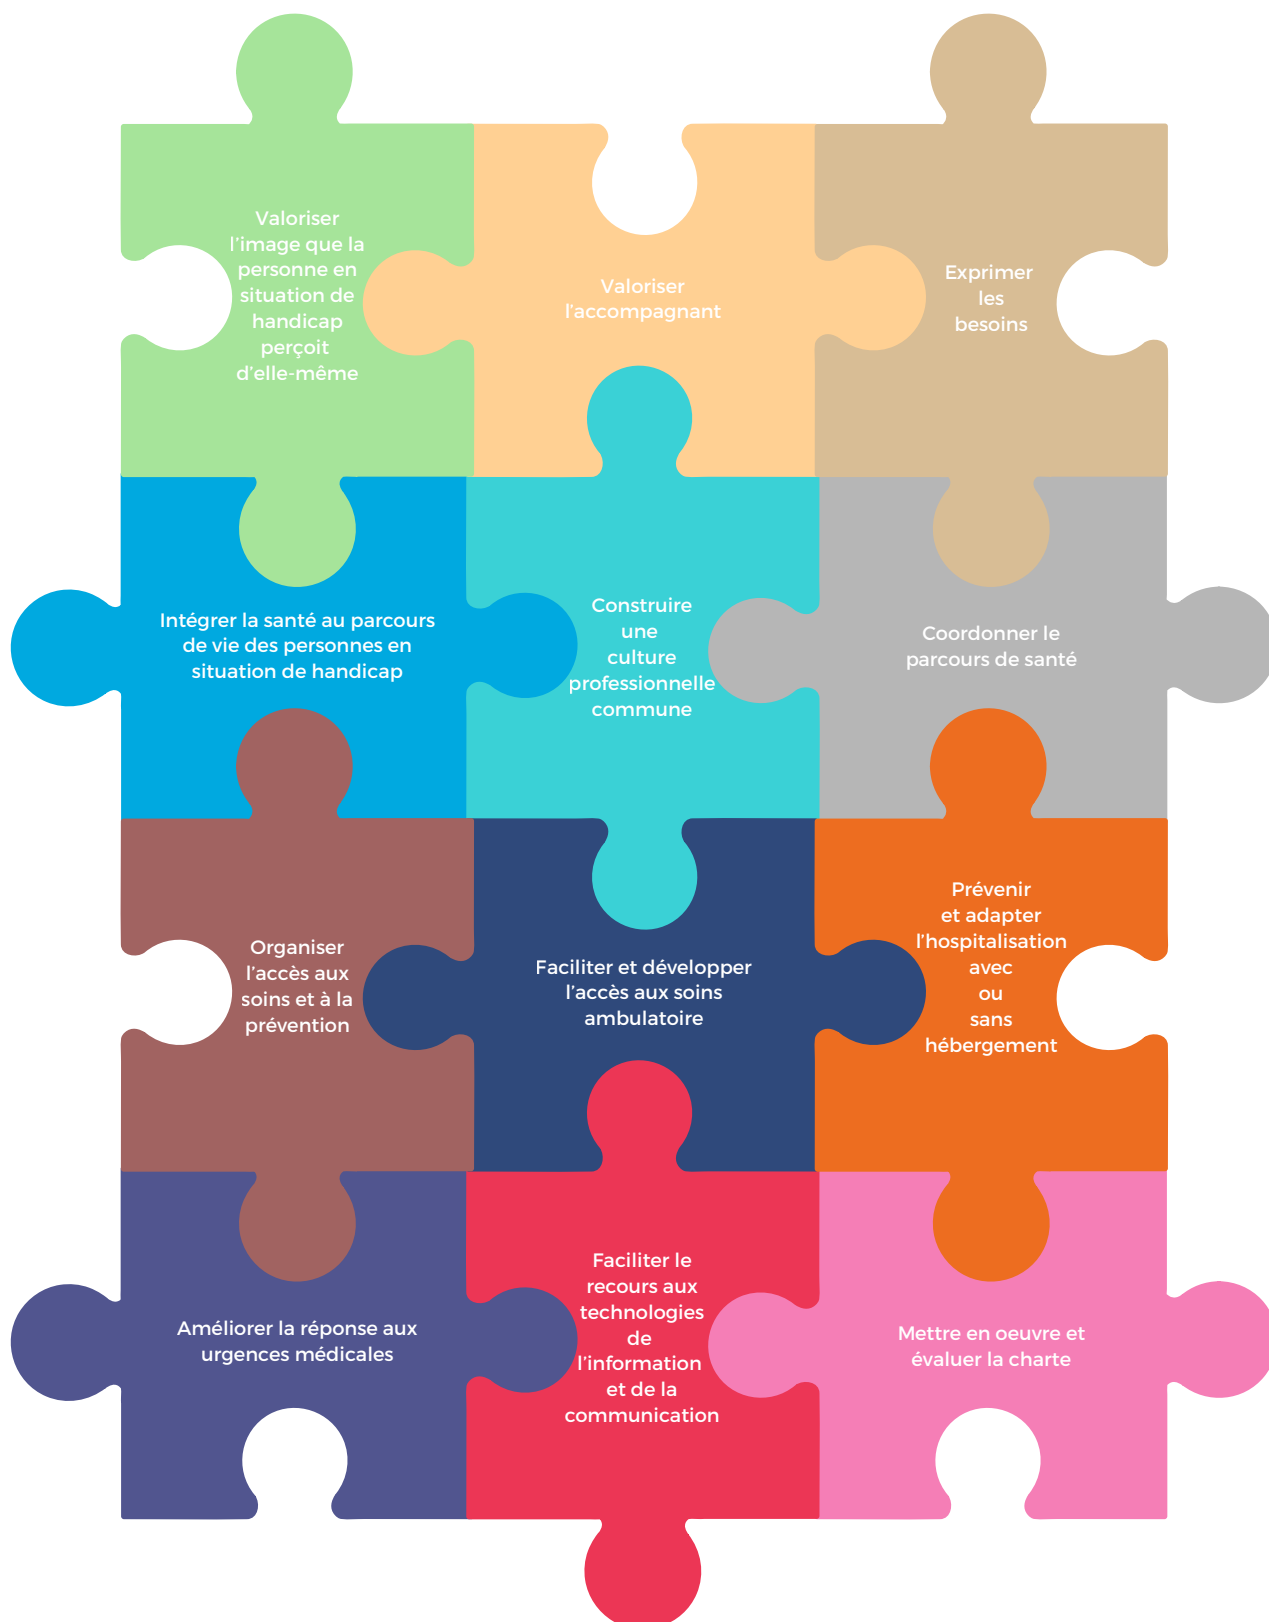 Valoriser
l'image que la
personne en
situation de
handicap
perçoit
d'elle-même
Valoriser
l'accompagnant
Exprimer
les
besoins
Intégrer la santé au parcours
de vie des personnes en
situation de handicap
Construire
une
culture
professionnelle
commune
Coordonner le
parcours de santé
Organiser
l'accès aux
soins et à la
prévention
Faciliter et développer
l'accès aux soins
ambulatoire
Prévenir
et adapter
l'hospitalisation
avec
ou
sans
hébergement
Améliorer la réponse aux
urgences médicales
Faciliter le
recours aux
technologies
de
l'information
et de la
communication
Mettre en oeuvre et
évaluer la charte